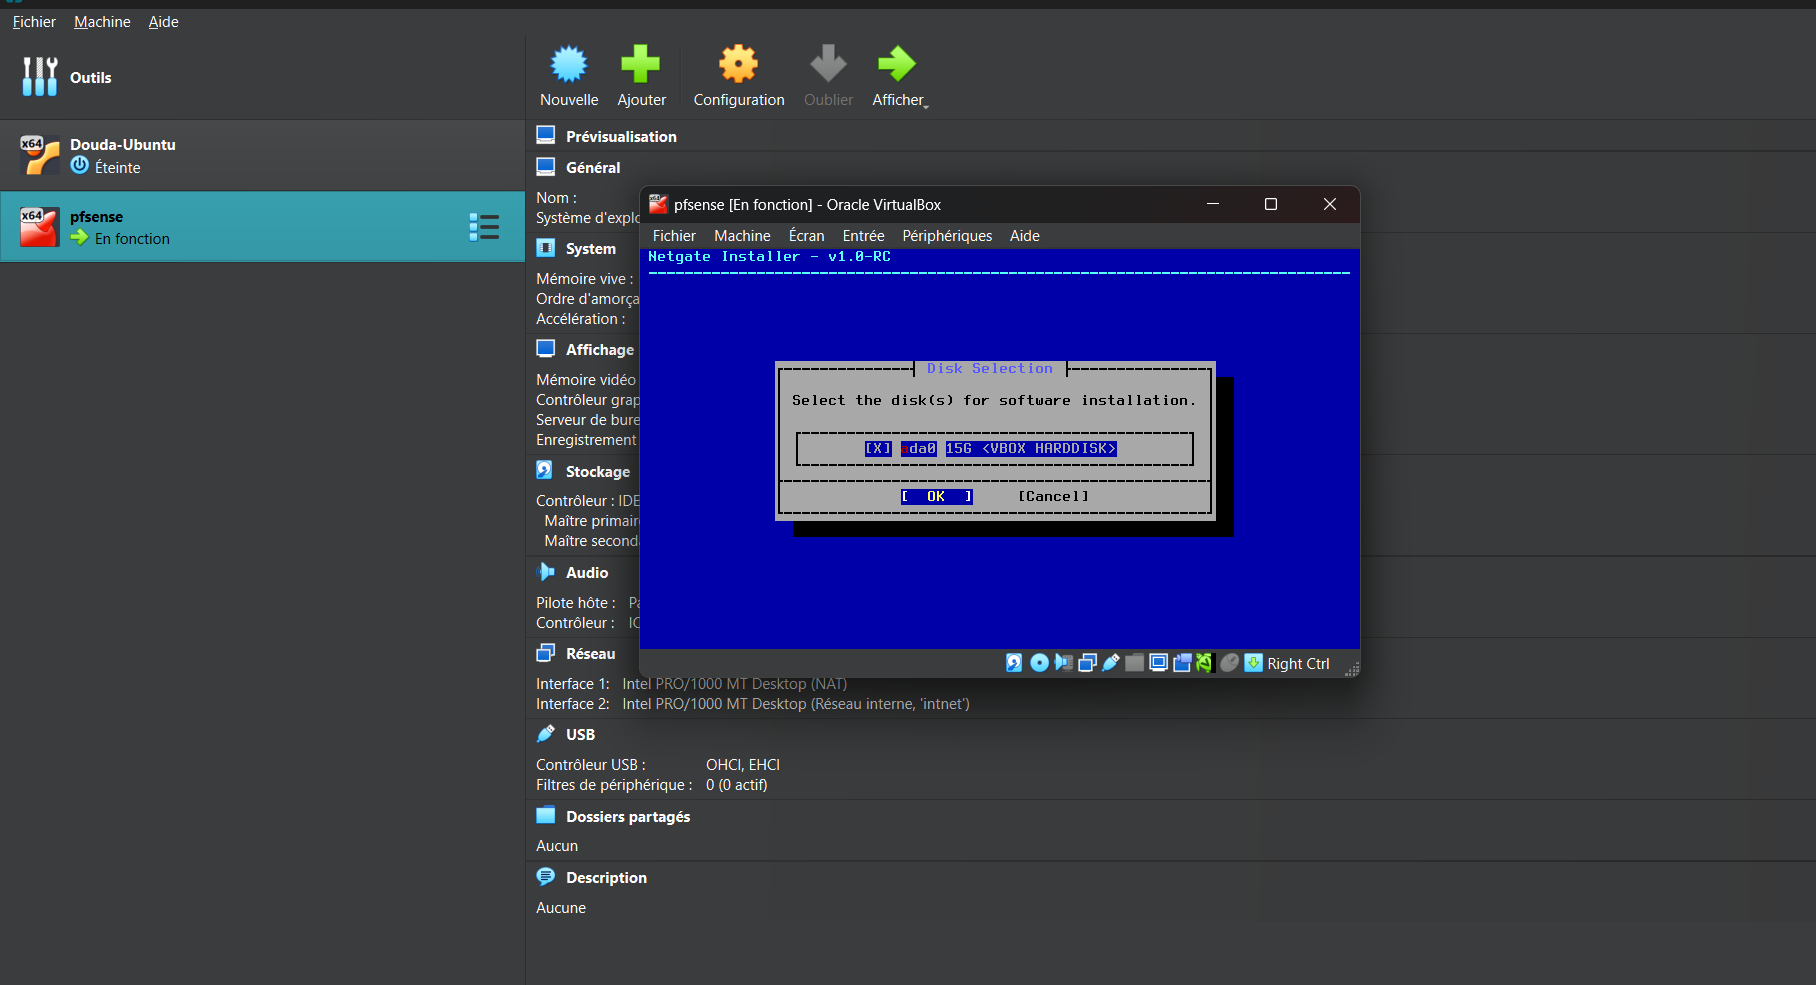 Fichier Machine Aide
Outils
Nouvelle Ajouter Configuration Oublier Afficher
x64 Douda-Ubuntu
Éteinte
x64 pfsense
En fonction
Prévisualisation
Général
Nom :
Système d'explo
System
Mémoire vive :
Ordre d'amorça
Accélération :
Affichage
Mémoire vidéo
Contrôleur grap
Serveur de bure
Enregistrement
Stockage
Contrôleur : IDE
Maître primair
Maître second
Audio
Pilote hôte : Pa
Contrôleur : IC
Réseau
Interface 1: Intel PRO/1000 MT Desktop (NAT)
Interface 2: Intel PRO/1000 MT Desktop (Réseau interne, 'intnet')
USB
Contrôleur USB : OHCI, EHCI
Filtres de périphérique : 0 (0 actif)
Dossiers partagés
Aucun
Description
Aucune
x64 pfsense [En fonction] - Oracle VirtualBox
Fichier Machine Écran Entrée Périphériques Aide
Netgate Installer - v1.0-RC
Disk Selection
Select the disk(s) for software installation.
[X] ada0 15G <VBOX HARDDISK>
[ OK ] [Cancel]
Right Ctrl